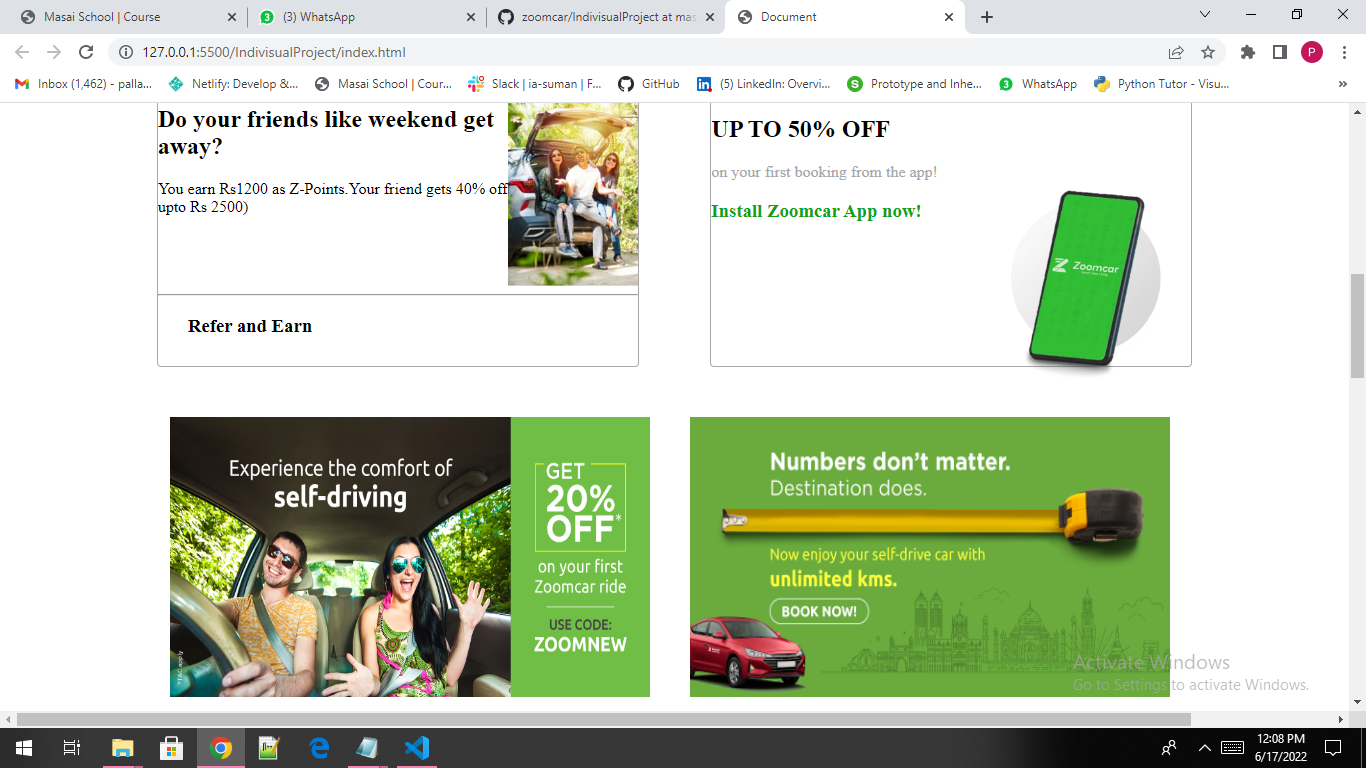 Masai School | Course
(3) WhatsApp
zoomcar/IndivisualProject at mas
Document
127.0.0.1:5500/IndivisualProject/index.html
P
Inbox (1,462) - palla...
Netlify: Develop &...
Masai School | Cour...
Slack | ia-suman | F...
GitHub
(5) LinkedIn: Overvi...
Prototype and Inhe...
WhatsApp
Python Tutor - Visu...
»
Do your friends like weekend get
away?
You earn Rs1200 as Z-Points.Your friend gets 40% off
upto Rs 2500)
Refer and Earn
UP TO 50% OFF
on your first booking from the app!
Install Zoomcar App now!
Zoomcar
Experience the comfort of
self-driving
GET
20%
OFF*
on your first
Zoomcar ride
USE CODE:
ZOOMNEW
*T&C apply
Numbers don't matter.
Destination does.
Now enjoy your self-drive car with
unlimited kms.
BOOK NOW!
Activate Windows
Go to Settings to activate Windows.
12:08 PM
6/17/2022